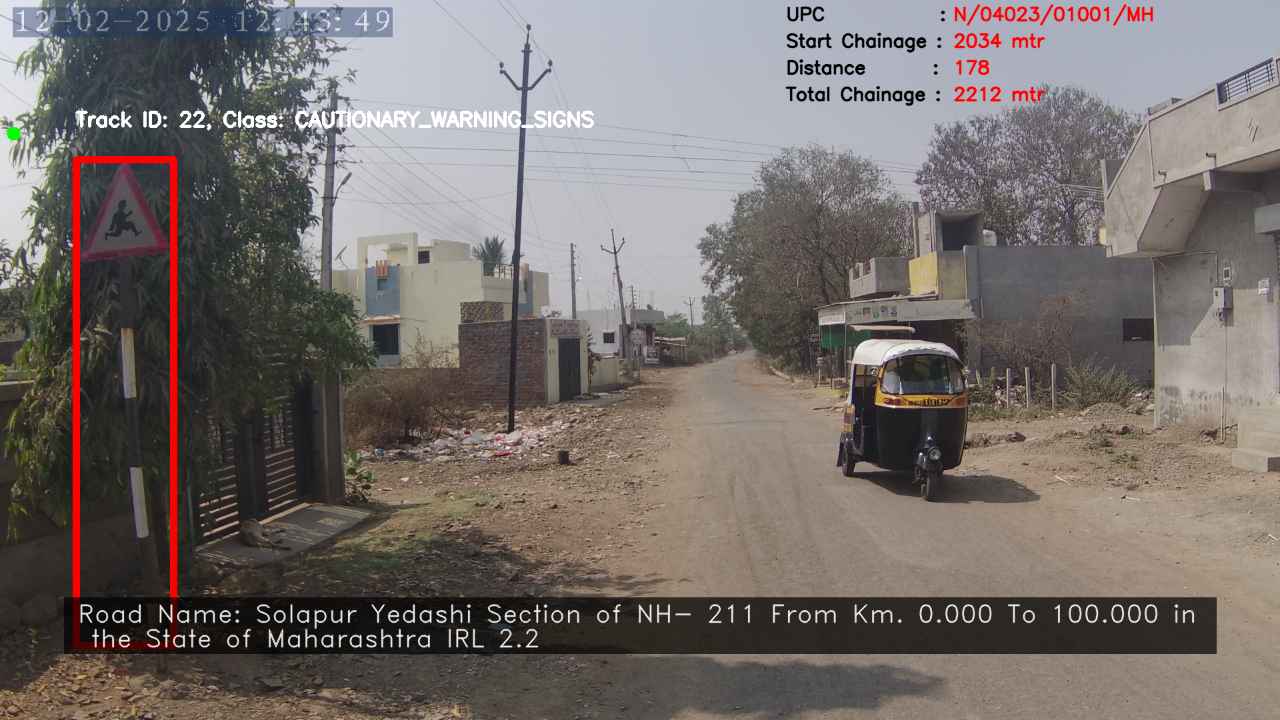 12-02-2025 12:43:49
UPC : N/04023/01001/MH
Start Chainage : 2034 mtr
Distance : 178
Total Chainage : 2212 mtr
Track ID: 22, Class: CAUTIONARY_WARNING_SIGNS
Road Name: Solapur Yedashi Section of NH- 211 From Km. 0.000 To 100.000 in
the State of Maharashtra IRL 2.2